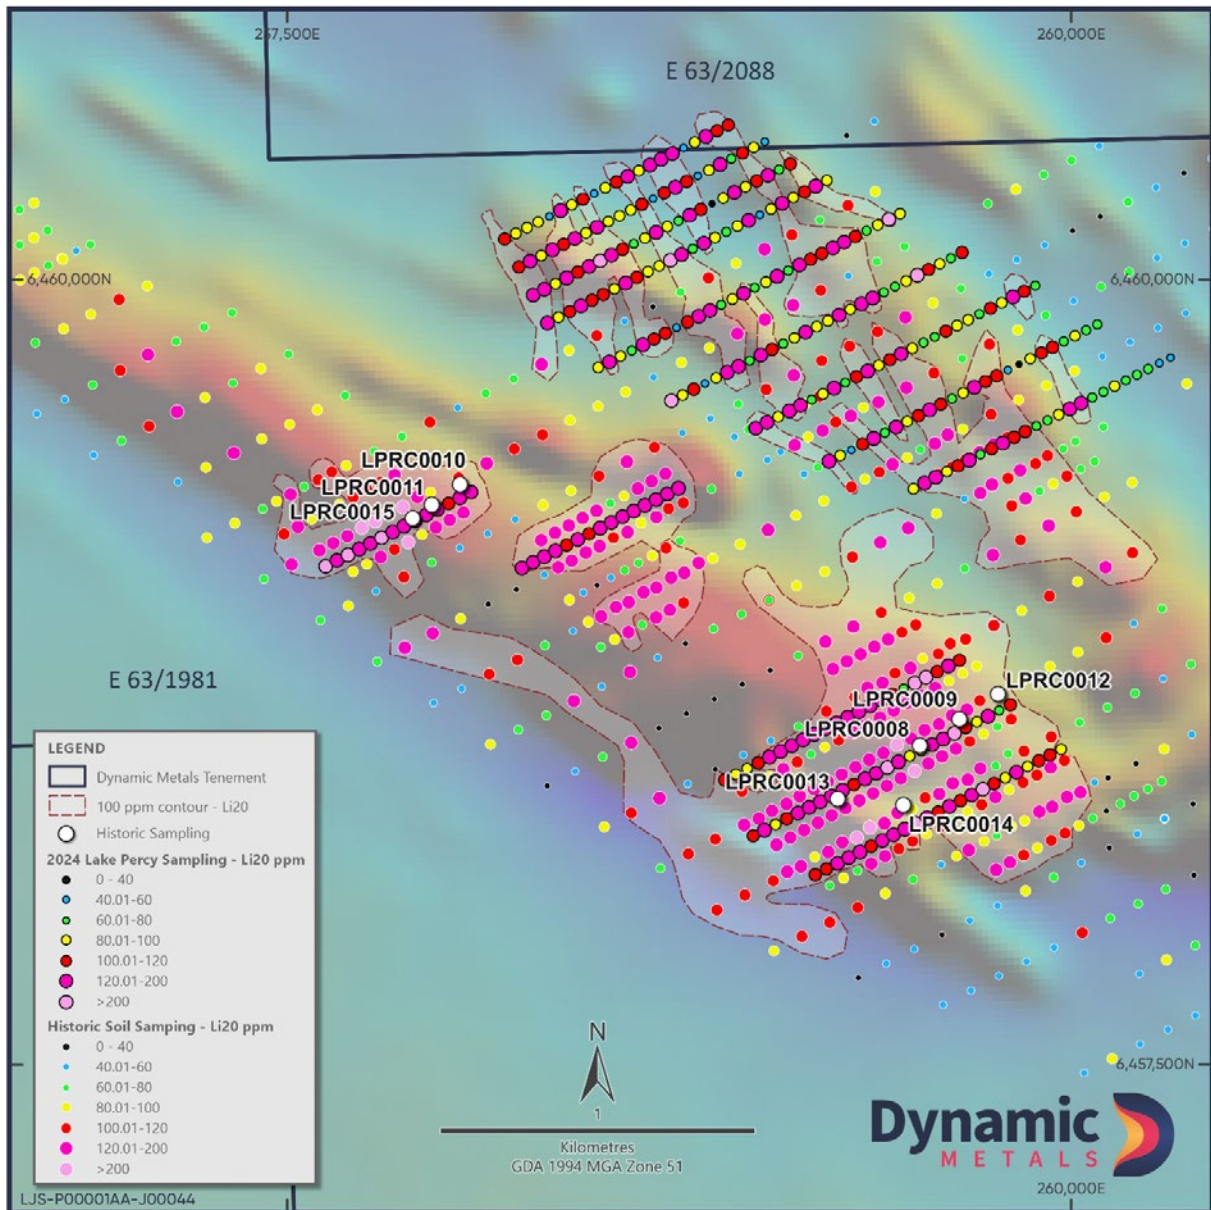 257,500E
260,000E
E 63/2088
6,460,000N
6,460,000N
LPRC0010
LPRC0011
LPRC0015
E 63/1981
LPRC0012
LPRC0009
LPRC0008
LPRC0013
LPRC0014
LEGEND
Dynamic Metals Tenement
100 ppm contour - Li20
Historic Sampling
2024 Lake Percy Sampling - Li20 ppm
0 - 40
40.01-60
60.01-80
80.01-100
100.01-120
120.01-200
>200
Historic Soil Samping - Li20 ppm
0 - 40
40.01-60
60.01-80
80.01-100
100.01-120
120.01-200
>200
N
1
Kilometres
GDA 1994 MGA Zone 51
6,457,500N
Dynamic
METALS
260,000E
LJS-P00001AA-J00044